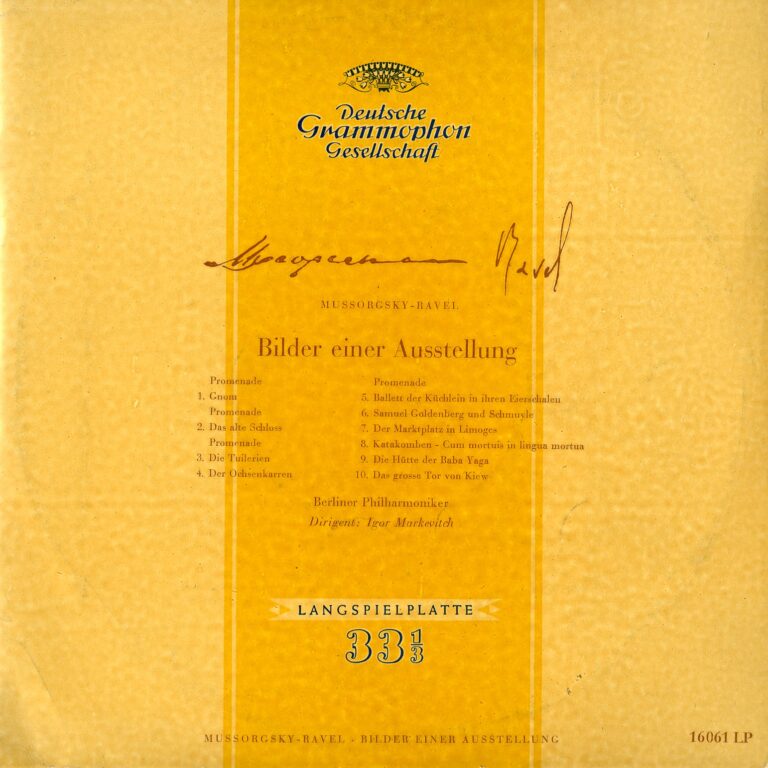 Deutsche
Grammophon
Gesellschaft
Ravel
MUSSORGSKY-RAVEL
Bilder einer Ausstellung
Promenade
1. Gnom
Promenade
2. Das alte Schloss
Promenade
3. Die Tuilerien
4. Der Ochsenkarren
Promenade
5. Ballett der Küchlein in ihren Eierschalen
6. Samuel Goldenberg und Schmuyle
7. Der Marktplatz in Limoges
8. Katakomben - Cum mortuis in lingua mortua
9. Die Hütte der Baba Yaga
10. Das grosse Tor von Kiew
Berliner Philharmoniker
Dirigent: Igor Markevitch
LANGSPIELPLATTE
33 1/3
MUSSORGSKY-RAVEL - BILDER EINER AUSSTELLUNG
16061 LP